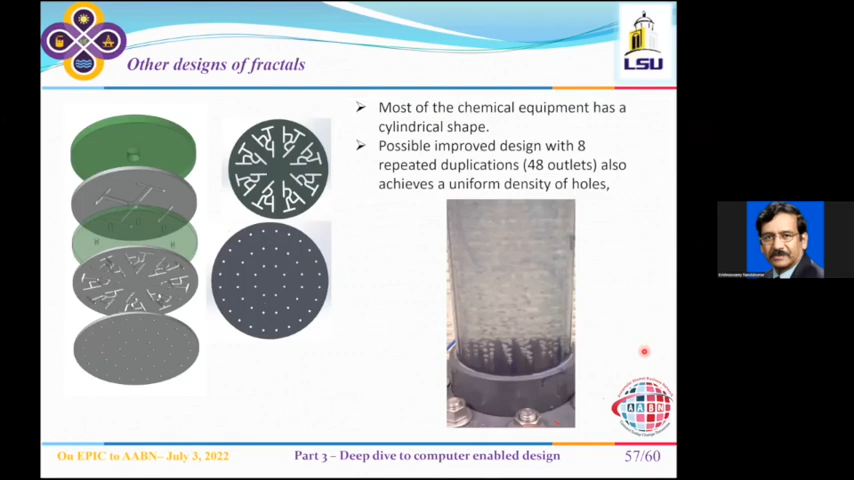 Other designs of fractals
LSU
➢ Most of the chemical equipment has a
cylindrical shape.
➢ Possible improved design with 8
repeated duplications (48 outlets) also
achieves a uniform density of holes,
AABN
On EPIC to AABN– July 3, 2022
Part 3 – Deep dive to computer enabled design
57/60